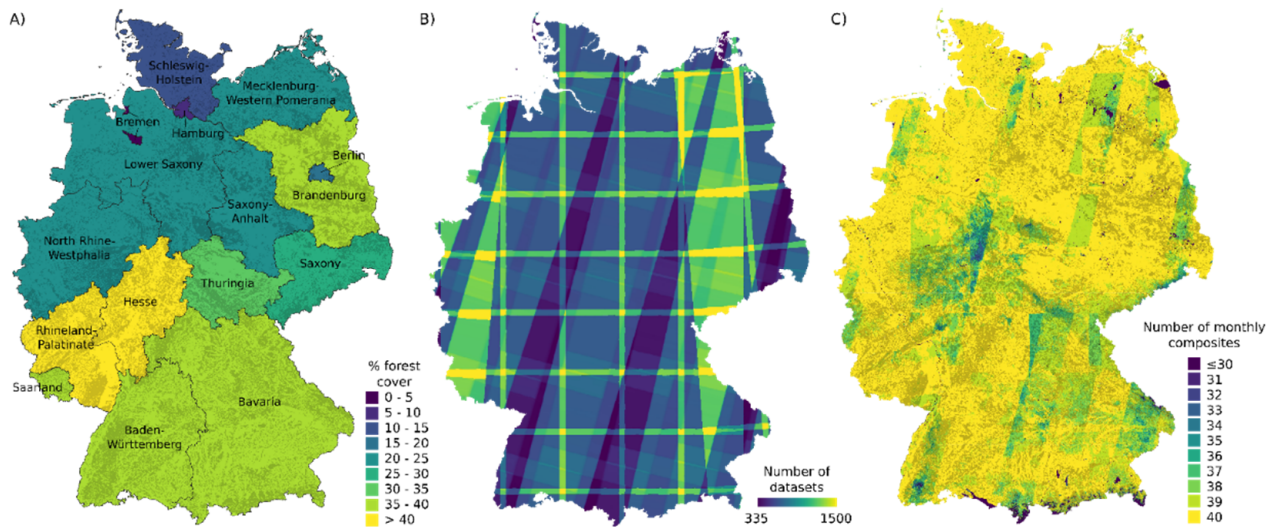 A)
Schleswig-
Holstein
Mecklenburg-
Western Pomerania
Bremen
Hamburg
Lower Saxony
Berlin
Brandenburg
Saxony-
Anhalt
North Rhine-
Westphalia
Saxony
Thuringia
Hesse
Rhineland-
Palatinate
Saarland
Bavaria
Baden-
Württemberg
% forest
cover
0 - 5
5 - 10
10 - 15
15 - 20
20 - 25
25 - 30
30 - 35
35 - 40
> 40
B)
Number of
datasets
335
1500
C)
Number of monthly
composites
≤30
31
32
33
34
35
36
37
38
39
40